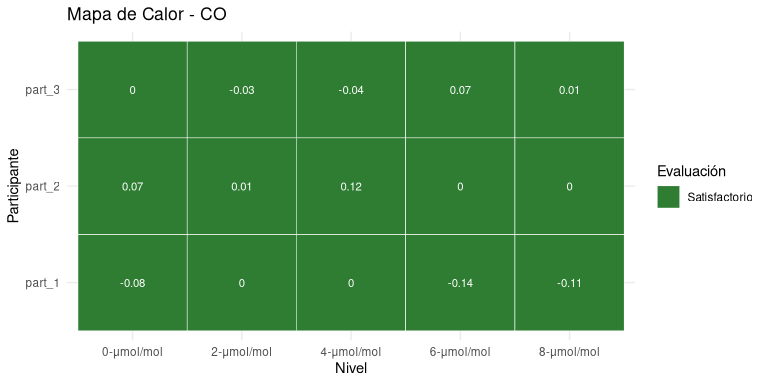 Mapa de Calor - CO
Participante
part_3
0
-0.03
-0.04
0.07
0.01
part_2
0.07
0.01
0.12
0
0
part_1
-0.08
0
0
-0.14
-0.11
0-μmol/mol
2-μmol/mol
4-μmol/mol
6-μmol/mol
8-μmol/mol
Nivel
Evaluación
Satisfactorio